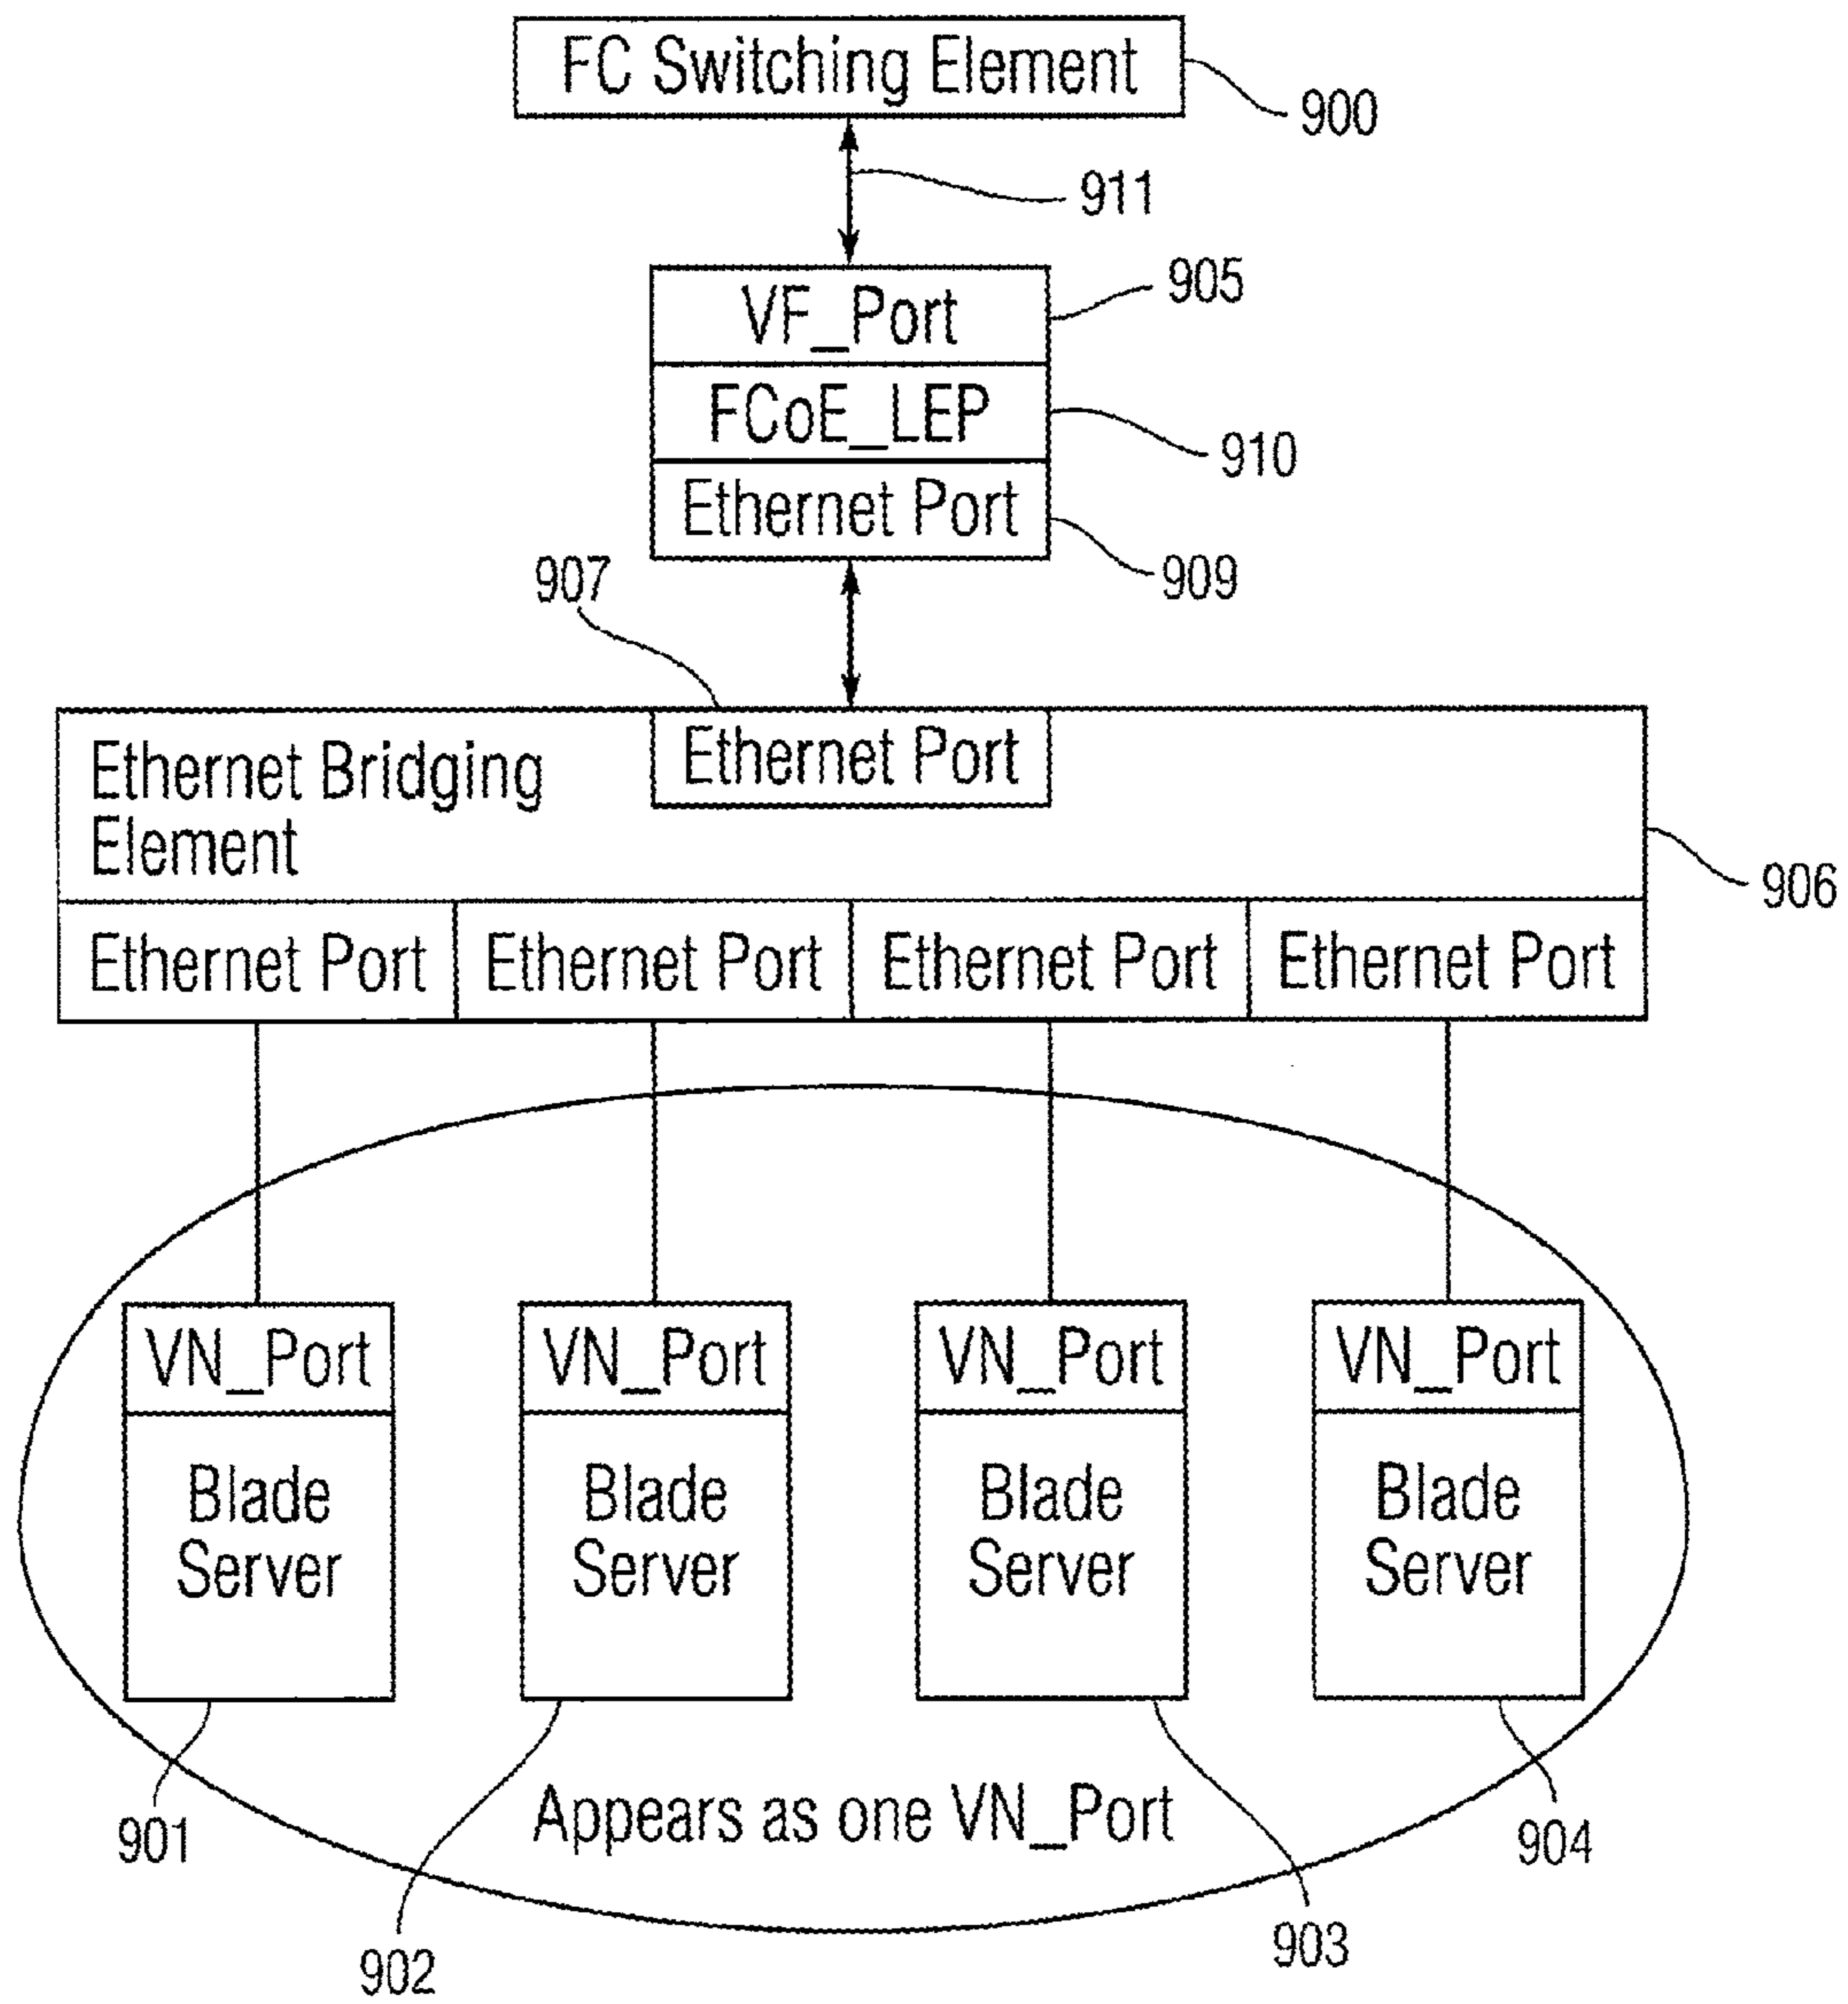 FC Switching Element
900
911
VF_Port
905
FCoE_LEP
910
Ethernet Port
909
907
Ethernet Port
Ethernet Bridging
Element
906
Ethernet Port Ethernet Port Ethernet Port Ethernet Port
VN_Port VN_Port VN_Port VN_Port
Blade Blade Blade Blade
Server Server Server Server
Appears as one VN_Port
901
904
902
903